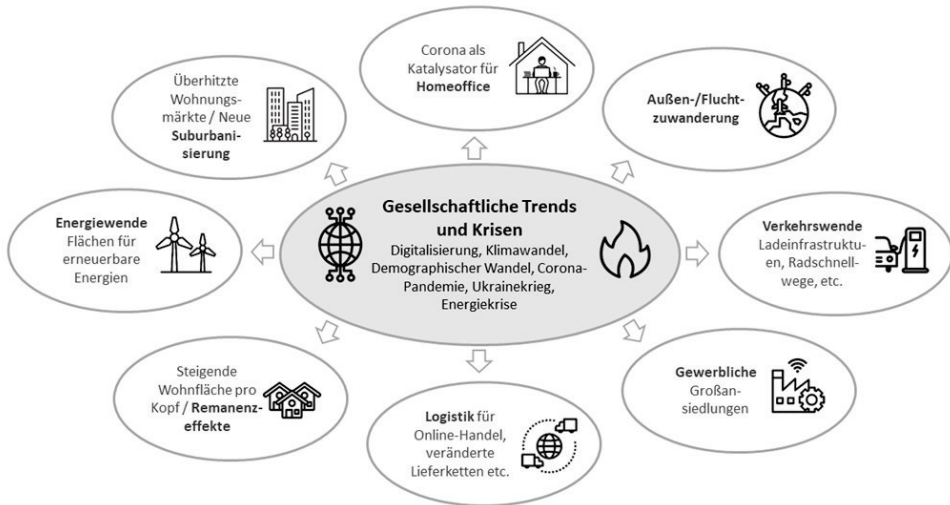 Corona als
Katalysator für
Homeoffice
Überhitzte
Wohnungs-
märkte / Neue
Suburbani-
sierung
Außen-/Flucht-
zuwanderung
Gesellschaftliche Trends
und Krisen
Digitalisierung, Klimawandel,
Demographischer Wandel, Corona-
Pandemie, Ukrainekrieg,
Energiekrise
Energiewende
Flächen für
erneuerbare
Energien
Verkehrswende
Ladeinfrastruktu-
en, Radschnell-
wege, etc.
Steigende
Wohnfläche pro
Kopf / Remanenz-
effekte
Logistik für
Online-Handel,
veränderte
Lieferketten etc.
Gewerbliche
Großan-
siedlungen